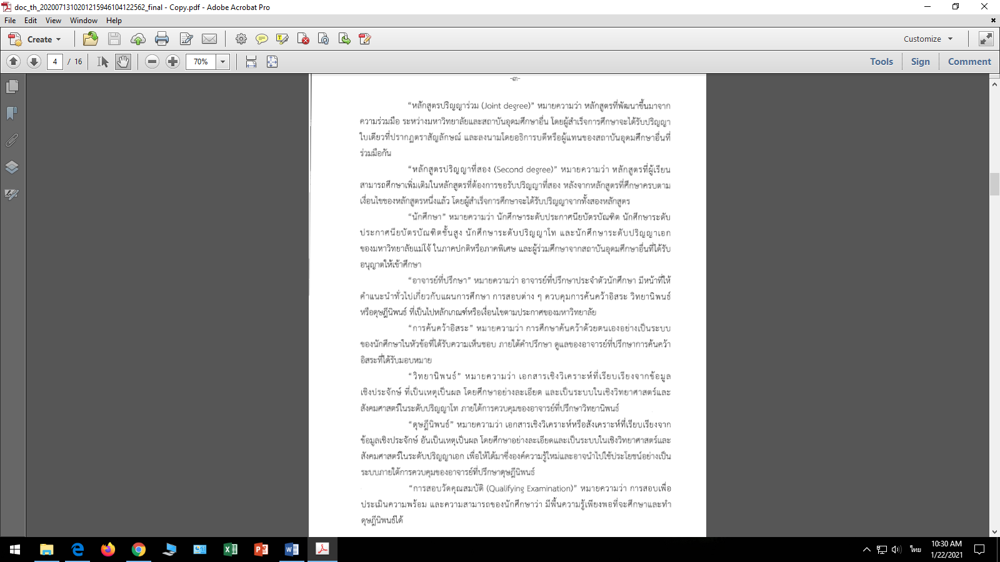 doc_th_2020071310201215946104122562_final - Copy.pdf - Adobe Acrobat Pro
File Edit View Window Help
Create
Customize
4 / 16
70%
Tools Sign Comment
-๓-
“หลักสูตรปริญญาร่วม (Joint degree)” หมายความว่า หลักสูตรที่พัฒนาขึ้นมาจาก
ความร่วมมือ ระหว่างมหาวิทยาลัยและสถาบันอุดมศึกษาอื่น โดยผู้สำเร็จการศึกษาจะได้รับปริญญา
ใบเดียวที่ปรากฏตราสัญลักษณ์ และลงนามโดยอธิการบดีหรือผู้แทนของสถาบันอุดมศึกษาอื่นที่
ร่วมมือกัน
“หลักสูตรปริญญาที่สอง (Second degree)” หมายความว่า หลักสูตรที่ผู้เรียน
สามารถศึกษาเพิ่มเติมในหลักสูตรที่ต้องการขอรับปริญญาที่สอง หลังจากหลักสูตรที่ศึกษาครบตาม
เงื่อนไขของหลักสูตรหนึ่งแล้ว โดยผู้สำเร็จการศึกษาจะได้รับปริญญาจากทั้งสองหลักสูตร
“นักศึกษา” หมายความว่า นักศึกษาระดับประกาศนียบัตรบัณฑิต นักศึกษาระดับ
ประกาศนียบัตรบัณฑิตชั้นสูง นักศึกษาระดับปริญญาโท และนักศึกษาระดับปริญญาเอก
ของมหาวิทยาลัยแม่โจ้ ในภาคปกติหรือภาคพิเศษ และผู้ร่วมศึกษาจากสถาบันอุดมศึกษาอื่นที่ได้รับ
อนุญาตให้เข้าศึกษา
“อาจารย์ที่ปรึกษา” หมายความว่า อาจารย์ที่ปรึกษาประจำตัวนักศึกษา มีหน้าที่ให้
คำแนะนำทั่วไปเกี่ยวกับแผนการศึกษา การสอบต่าง ๆ ควบคุมการค้นคว้าอิสระ วิทยานิพนธ์
หรือดุษฎีนิพนธ์ ที่เป็นไปหลักเกณฑ์หรือเงื่อนไขตามประกาศของมหาวิทยาลัย
“การค้นคว้าอิสระ” หมายความว่า การศึกษาค้นคว้าด้วยตนเองอย่างเป็นระบบ
ของนักศึกษาในหัวข้อที่ได้รับความเห็นชอบ ภายใต้คำปรึกษา ดูแลของอาจารย์ที่ปรึกษาการค้นคว้า
อิสระที่ได้รับมอบหมาย
“วิทยานิพนธ์” หมายความว่า เอกสารเชิงวิเคราะห์ที่เรียบเรียงจากข้อมูล
เชิงประจักษ์ ที่เป็นเหตุเป็นผล โดยศึกษาอย่างละเอียด และเป็นระบบในเชิงวิทยาศาสตร์และ
สังคมศาสตร์ในระดับปริญญาโท ภายใต้การควบคุมของอาจารย์ที่ปรึกษาวิทยานิพนธ์
“ดุษฎีนิพนธ์” หมายความว่า เอกสารเชิงวิเคราะห์หรือสังเคราะห์ที่เรียบเรียงจาก
ข้อมูลเชิงประจักษ์ อันเป็นเหตุเป็นผล โดยศึกษาอย่างละเอียดและเป็นระบบในเชิงวิทยาศาสตร์และ
สังคมศาสตร์ในระดับปริญญาเอก เพื่อให้ได้มาซึ่งองค์ความรู้ใหม่และอาจนำไปใช้ประโยชน์อย่างเป็น
ระบบภายใต้การควบคุมของอาจารย์ที่ปรึกษาดุษฎีนิพนธ์
“การสอบวัดคุณสมบัติ (Qualifying Examination)” หมายความว่า การสอบเพื่อ
ประเมินความพร้อม และความสามารถของนักศึกษาว่า มีพื้นความรู้เพียงพอที่จะศึกษาและทำ
ดุษฎีนิพนธ์ได้
ไทย
10:30 AM
1/22/2021